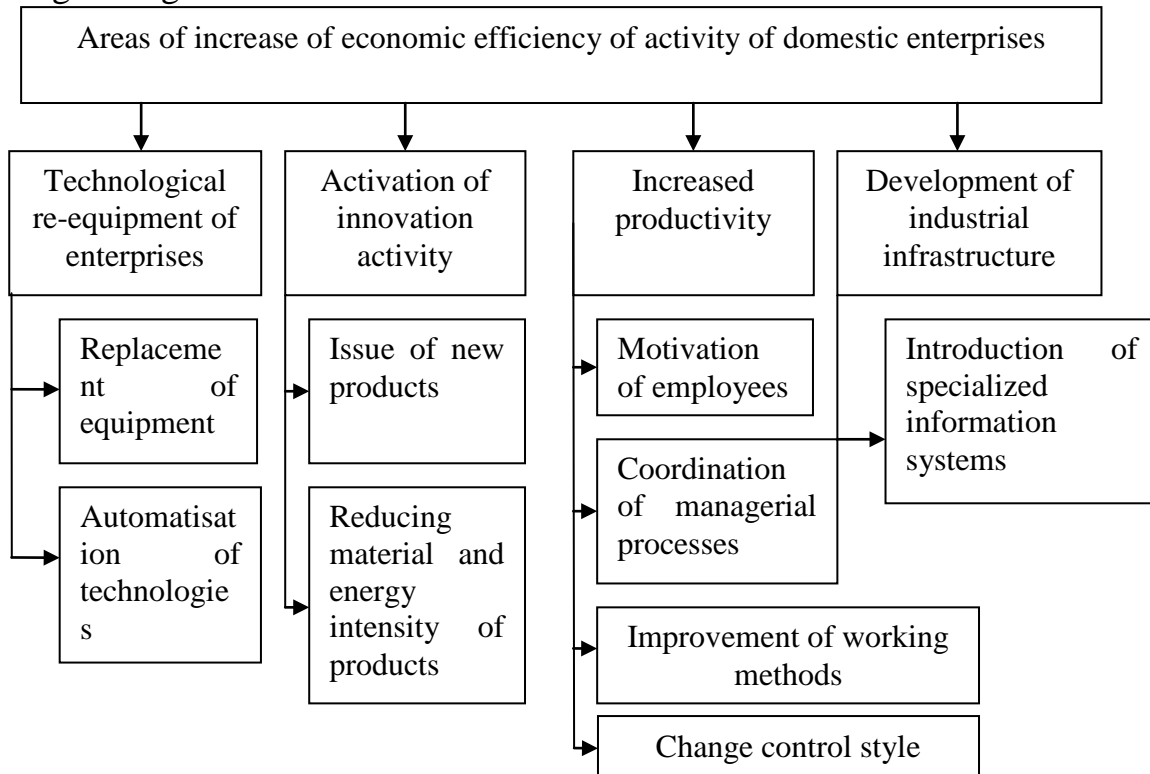 Areas of increase of economic efficiency of activity of domestic enterprises
Technological
re-equipment of
enterprises
Activation of
innovation
activity
Increased
productivity
Development of
industrial
infrastructure
Replaceme
nt of
equipment
Automatisat
ion of
technologie
s
Issue of new
products
Reducing
material and
energy
intensity of
products
Motivation
of employees
Coordination
of managerial
processes
Improvement of working
methods
Change control style
Introduction of
specialized
information
systems